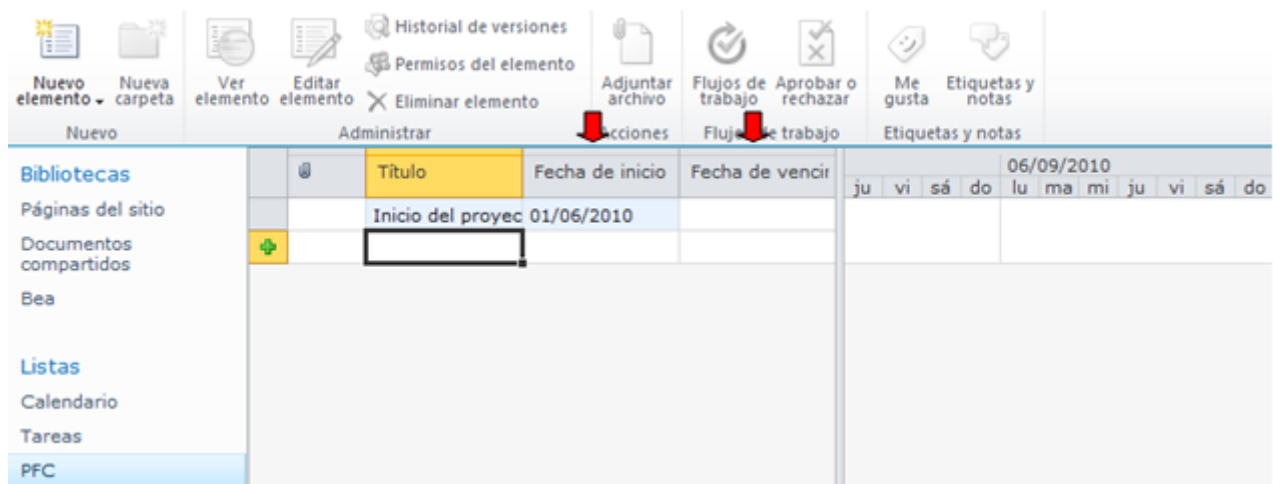 Nuevo elemento
Nueva carpeta
Ver elemento
Editar elemento
Historial de versiones
Permisos del elemento
Eliminar elemento
Adjuntar archivo
Flujos de trabajo
Aprobar o rechazar
Me gusta
Etiquetas y notas
Nuevo
Administrar
cciones
Fluj e trabajo
Etiquetas y notas
Bibliotecas
Páginas del sitio
Documentos compartidos
Bea
Listas
Calendario
Tareas
PFC
Título
Fecha de inicio
Fecha de vencir
06/09/2010
ju vi sá do lu ma mi ju vi sá do
Inicio del proyec 01/06/2010